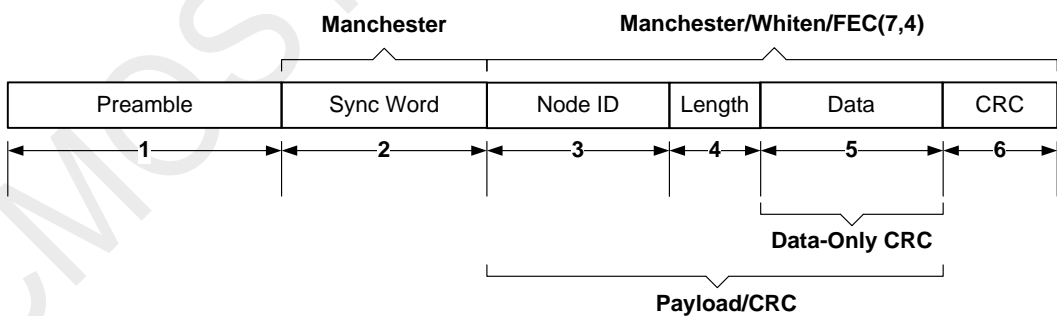 Manchester
Manchester/Whiten/FEC(7,4)
Preamble
Sync Word
Node ID
Length
Data
CRC
1
2
3
4
5
6
Data-Only CRC
Payload/CRC